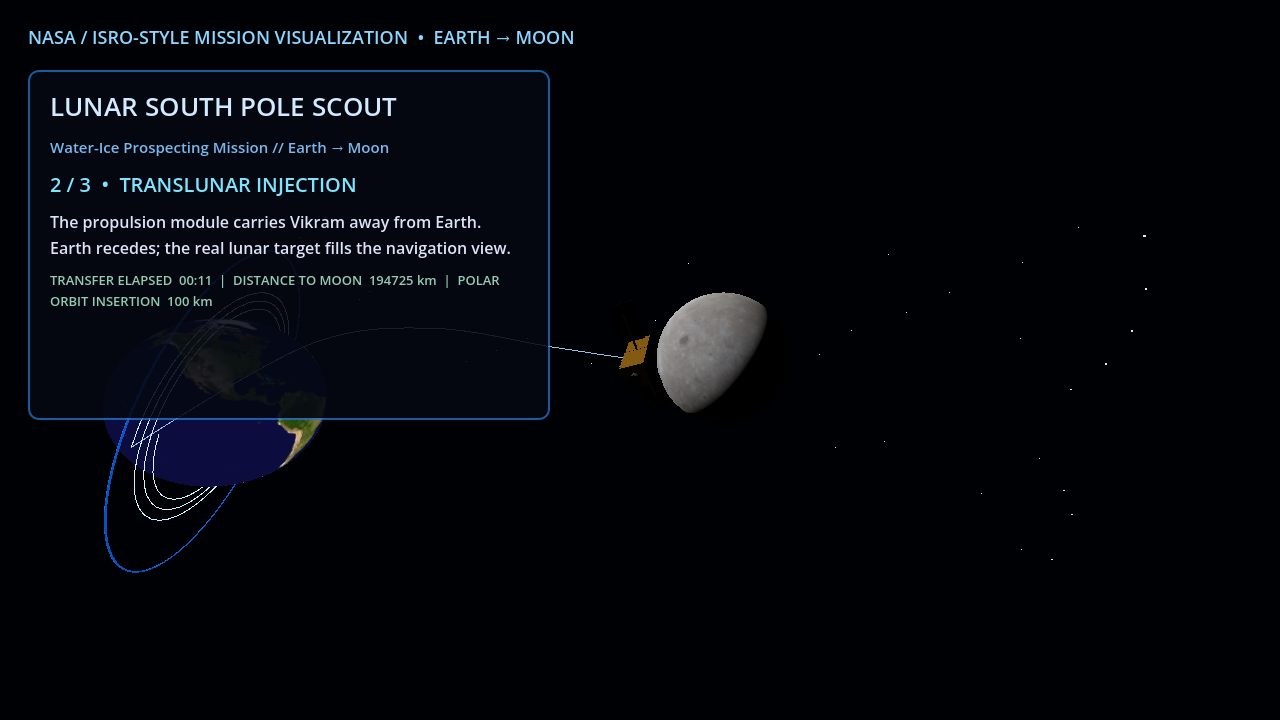 NASA / ISRO-STYLE MISSION VISUALIZATION • EARTH → MOON
LUNAR SOUTH POLE SCOUT
Water-Ice Prospecting Mission // Earth → Moon
2 / 3 • TRANSLUNAR INJECTION
The propulsion module carries Vikram away from Earth.
Earth recedes; the real lunar target fills the navigation view.
TRANSFER ELAPSED 00:11 | DISTANCE TO MOON 194725 km | POLAR
ORBIT INSERTION 100 km